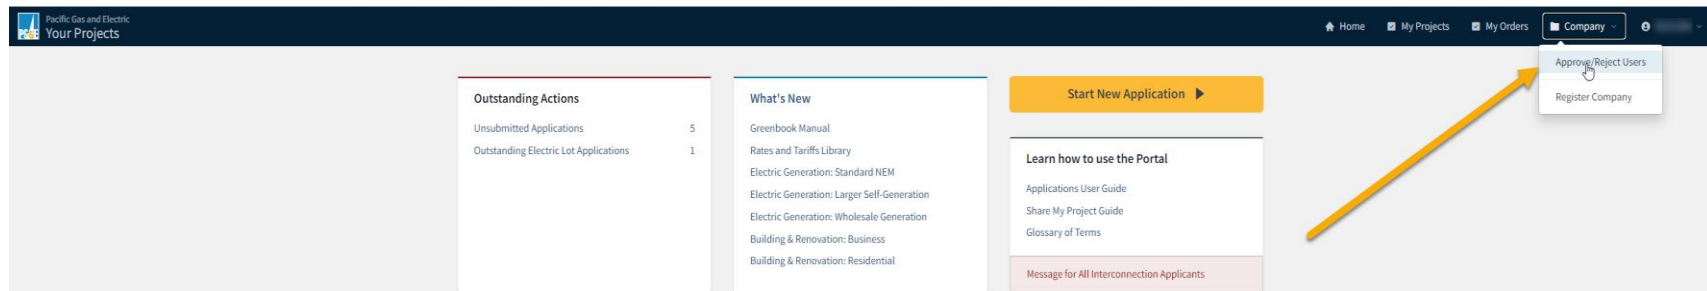 Pacific Gas and Electric
Your Projects
PG&E
Home
My Projects
My Orders
Company
Approve/Reject Users
Register Company
Outstanding Actions
Unsubmitted Applications 5
Outstanding Electric Lot Applications 1
What's New
Greenbook Manual
Rates and Tariffs Library
Electric Generation: Standard NEM
Electric Generation: Larger Self-Generation
Electric Generation: Wholesale Generation
Building & Renovation: Business
Building & Renovation: Residential
Start New Application
Learn how to use the Portal
Applications User Guide
Share My Project Guide
Glossary of Terms
Message for All Interconnection Applicants